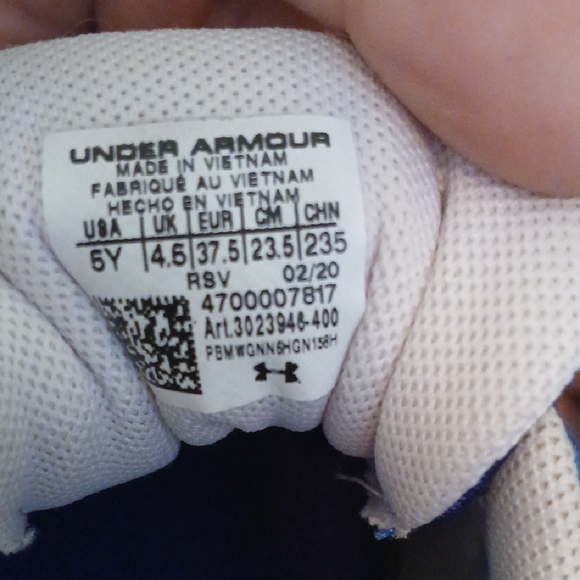 UNDER ARMOUR
MADE IN VIETNAM
FABRIQUÉ AU VIETNAM
HECHO EN VIETNAM
USA UK EUR CM CHN
5Y 4.5 37.5 23.5 235
RSV 02/20
4700007817
Art.3023946-400